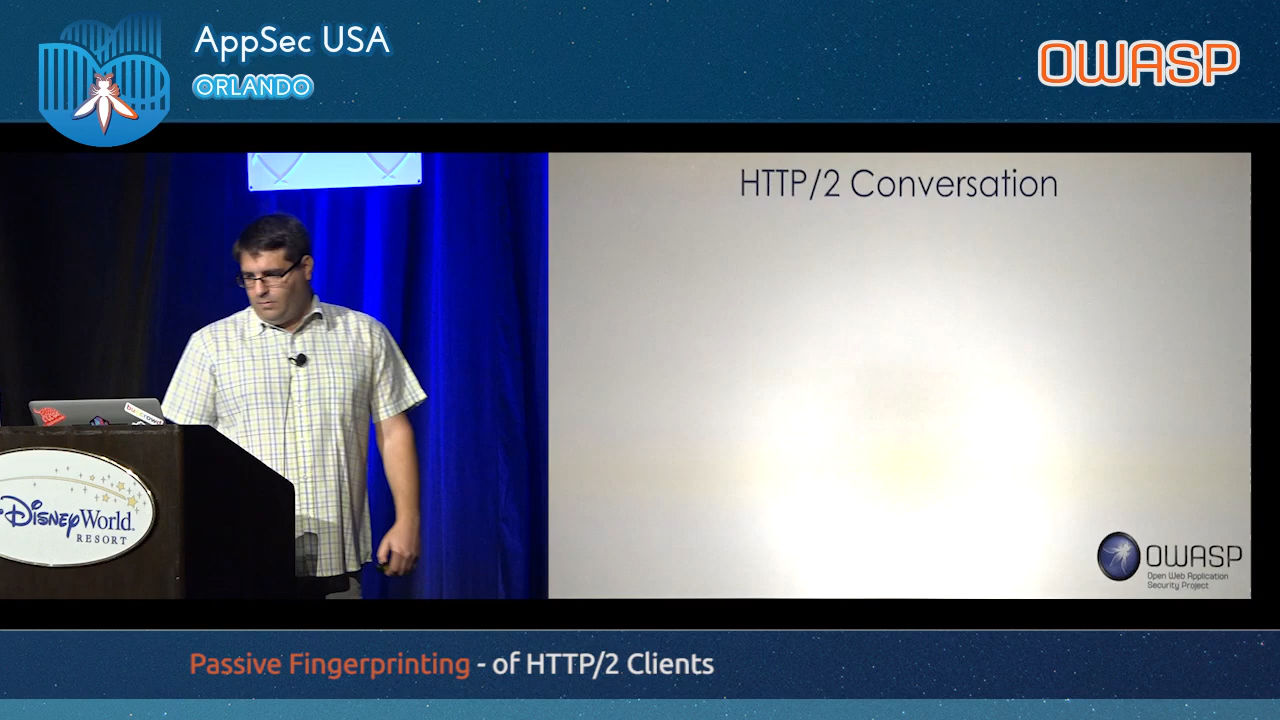 AppSec USA
ORLANDO
OWASP
HTTP/2 Conversation
Disney World®
RESORT
OWASP
Open Web Application
Security Project
Passive Fingerprinting - of HTTP/2 Clients